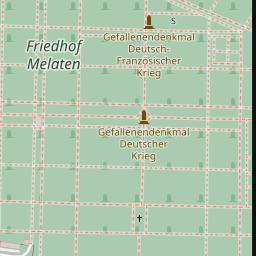 S
Gefallenendenkmal
Deutsch-
Französischer
Krieg
Friedhof
Melaten
Gefallenendenkmal
Deutscher
Krieg